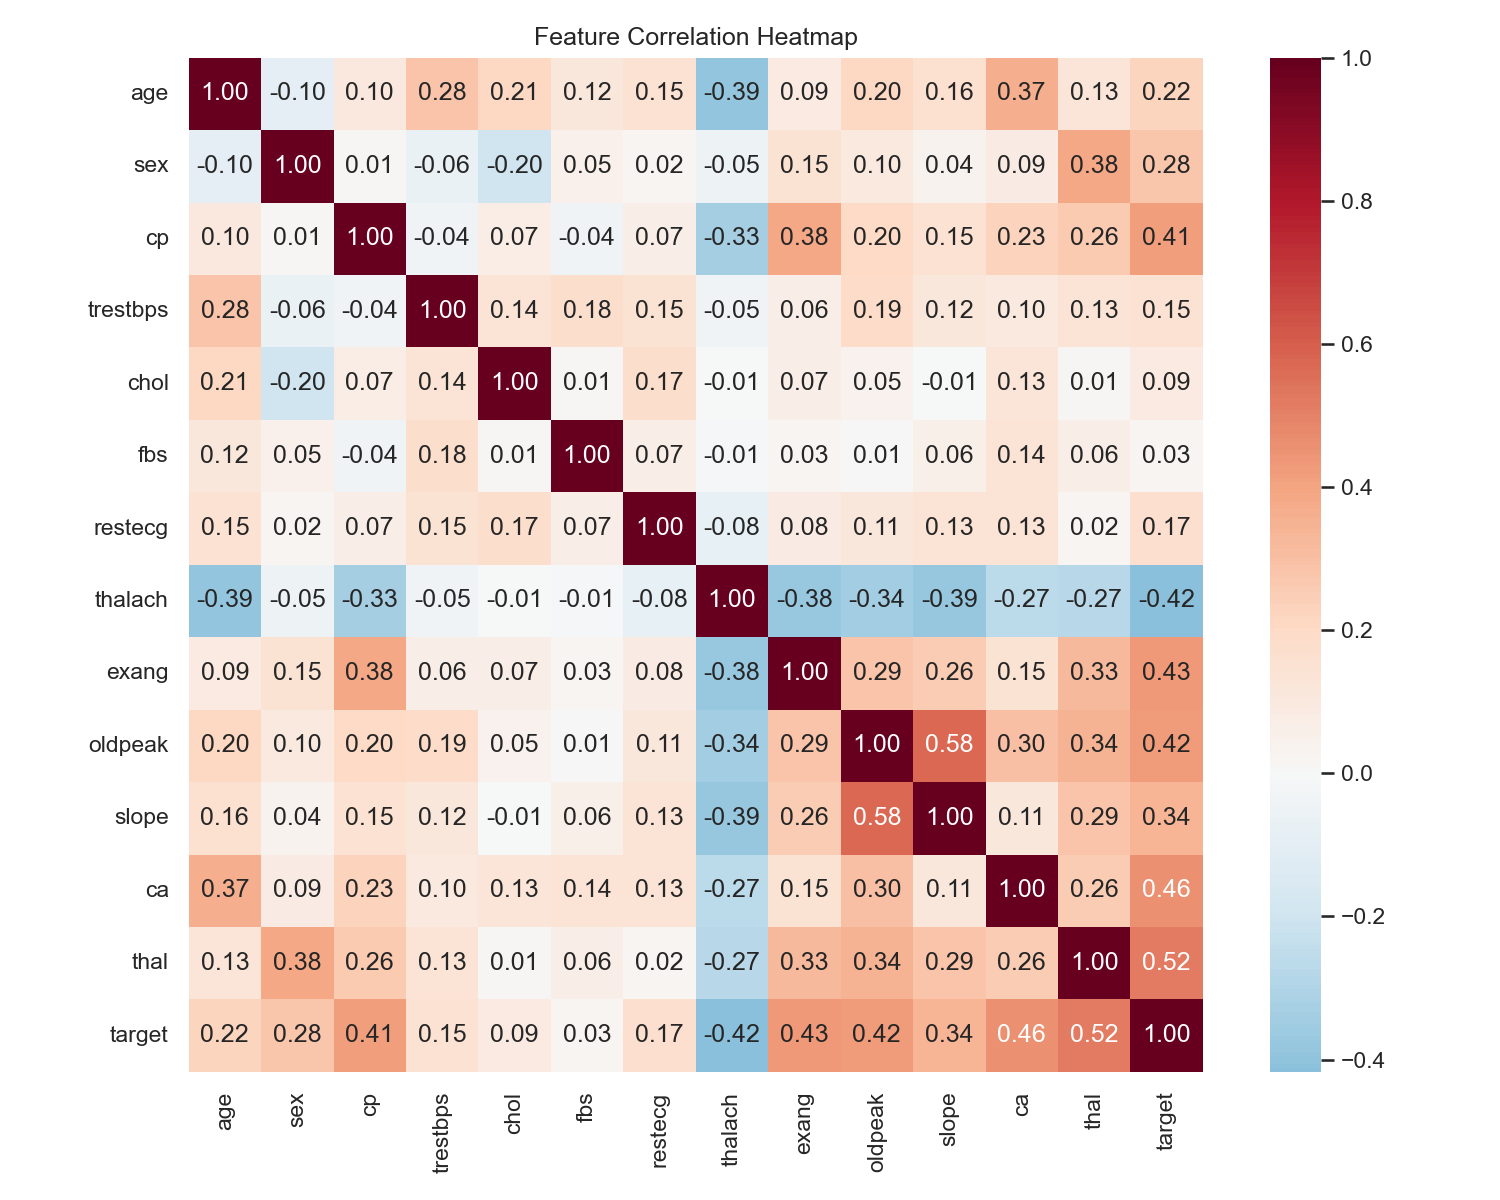 Feature Correlation Heatmap
age 1.00 -0.10 0.10 0.28 0.21 0.12 0.15 -0.39 0.09 0.20 0.16 0.37 0.13 0.22
sex -0.10 1.00 0.01 -0.06 -0.20 0.05 0.02 -0.05 0.15 0.10 0.04 0.09 0.38 0.28
cp 0.10 0.01 1.00 -0.04 0.07 -0.04 0.07 -0.33 0.38 0.20 0.15 0.23 0.26 0.41
trestbps 0.28 -0.06 -0.04 1.00 0.14 0.18 0.15 -0.05 0.06 0.19 0.12 0.10 0.13 0.15
chol 0.21 -0.20 0.07 0.14 1.00 0.01 0.17 -0.01 0.07 0.05 -0.01 0.13 0.01 0.09
fbs 0.12 0.05 -0.04 0.18 0.01 1.00 0.07 -0.01 0.03 0.01 0.06 0.14 0.06 0.03
restecg 0.15 0.02 0.07 0.15 0.17 0.07 1.00 -0.08 0.08 0.11 0.13 0.13 0.02 0.17
thalach -0.39 -0.05 -0.33 -0.05 -0.01 -0.01 -0.08 1.00 -0.38 -0.34 -0.39 -0.27 -0.27 -0.42
exang 0.09 0.15 0.38 0.06 0.07 0.03 0.08 -0.38 1.00 0.29 0.26 0.15 0.33 0.43
oldpeak 0.20 0.10 0.20 0.19 0.05 0.01 0.11 -0.34 0.29 1.00 0.58 0.30 0.34 0.42
slope 0.16 0.04 0.15 0.12 -0.01 0.06 0.13 -0.39 0.26 0.58 1.00 0.11 0.29 0.34
ca 0.37 0.09 0.23 0.10 0.13 0.14 0.13 -0.27 0.15 0.30 0.11 1.00 0.26 0.46
thal 0.13 0.38 0.26 0.13 0.01 0.06 0.02 -0.27 0.33 0.34 0.29 0.26 1.00 0.52
target 0.22 0.28 0.41 0.15 0.09 0.03 0.17 -0.42 0.43 0.42 0.34 0.46 0.52 1.00
age sex cp trestbps chol fbs restecg thalach exang oldpeak slope ca thal target
1.0
0.8
0.6
0.4
0.2
0.0
−0.2
−0.4